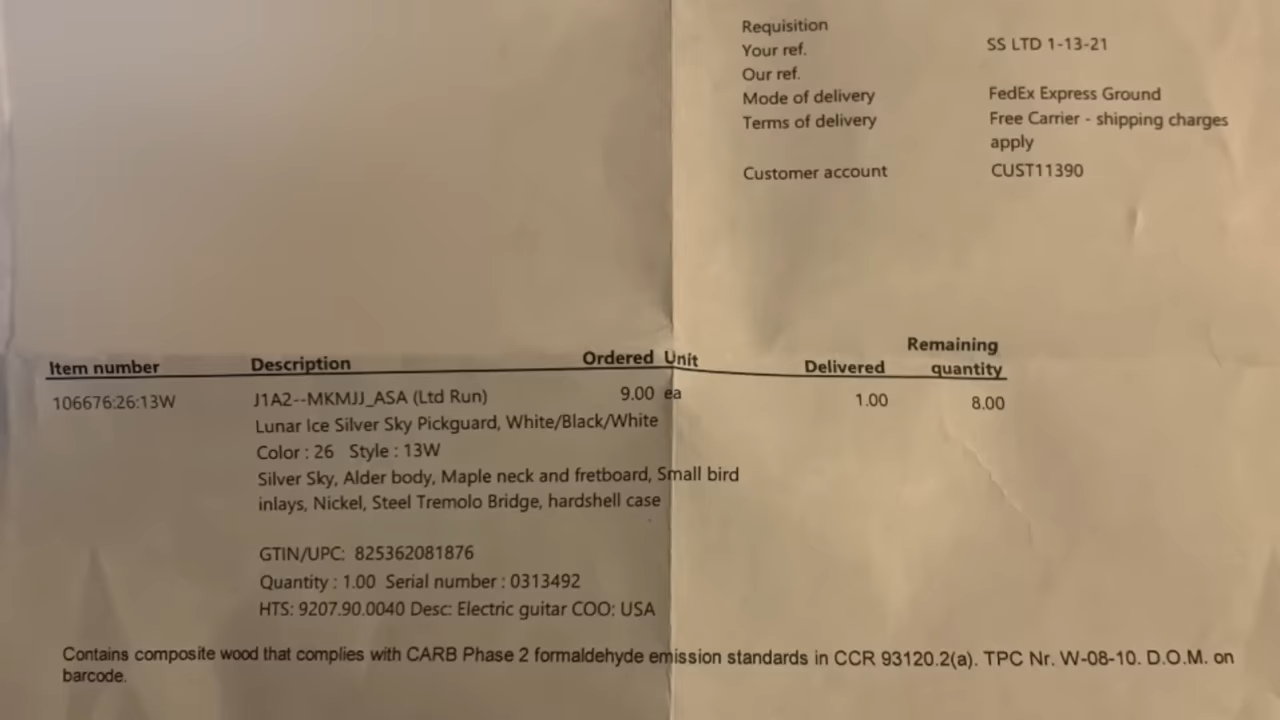 Requisition
Your ref. SS LTD 1-13-21
Our ref.
Mode of delivery FedEx Express Ground
Terms of delivery Free Carrier - shipping charges
apply
Customer account CUST11390
Item number Description Ordered Unit Delivered Remaining quantity
106676:26:13W J1A2--MKMJJ_ASA (Ltd Run) 9.00 ea 1.00 8.00
Lunar Ice Silver Sky Pickguard, White/Black/White
Color : 26 Style : 13W
Silver Sky, Alder body, Maple neck and fretboard, Small bird
inlays, Nickel, Steel Tremolo Bridge, hardshell case
GTIN/UPC: 825362081876
Quantity : 1.00 Serial number : 0313492
HTS: 9207.90.0040 Desc: Electric guitar COO: USA
Contains composite wood that complies with CARB Phase 2 formaldehyde emission standards in CCR 93120.2(a). TPC Nr. W-08-10. D.O.M. on
barcode.